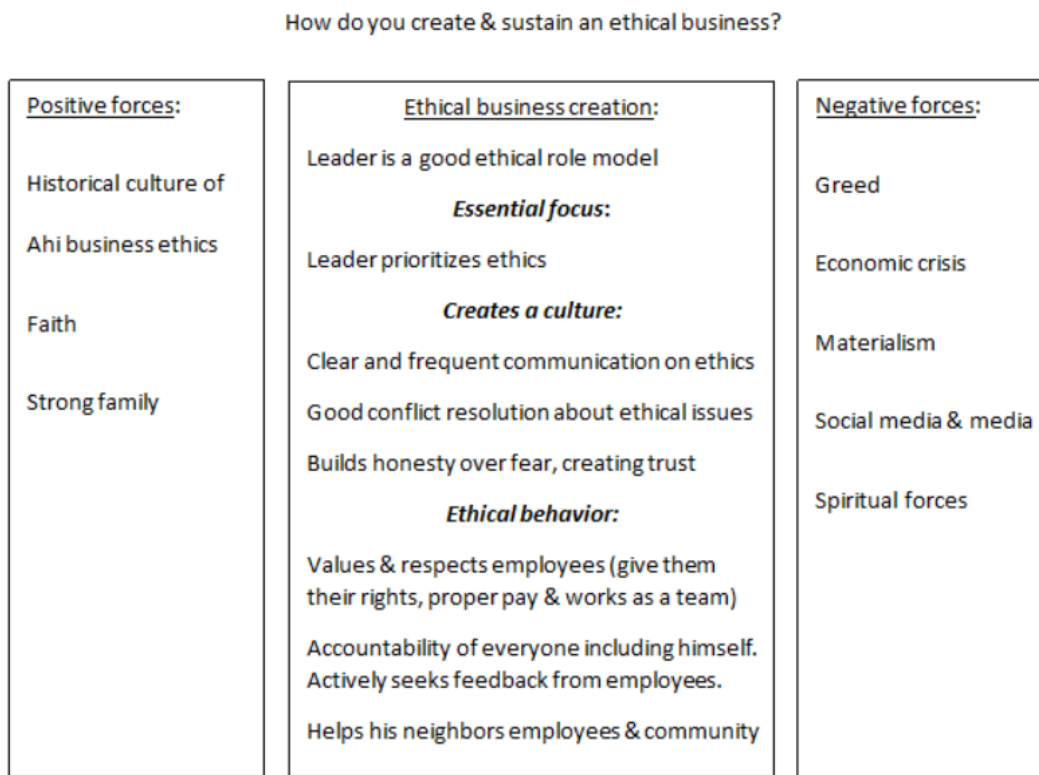 How do you create & sustain an ethical business?
Positive forces:
Historical culture of
Ahi business ethics
Faith
Strong family
Ethical business creation:
Leader is a good ethical role model
Essential focus:
Leader prioritizes ethics
Creates a culture:
Clear and frequent communication on ethics
Good conflict resolution about ethical issues
Builds honesty over fear, creating trust
Ethical behavior:
Values & respects employees (give them
their rights, proper pay & works as a team)
Accountability of everyone including himself.
Actively seeks feedback from employees.
Helps his neighbors employees & community
Negative forces:
Greed
Economic crisis
Materialism
Social media & media
Spiritual forces